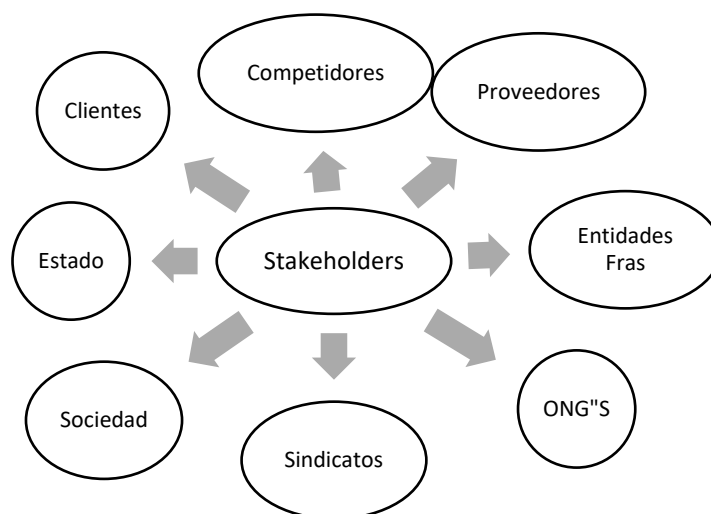 Competidores
Proveedores
Clientes
Entidades
Fras
Stakeholders
Estado
ONG"S
Sociedad
Sindicatos